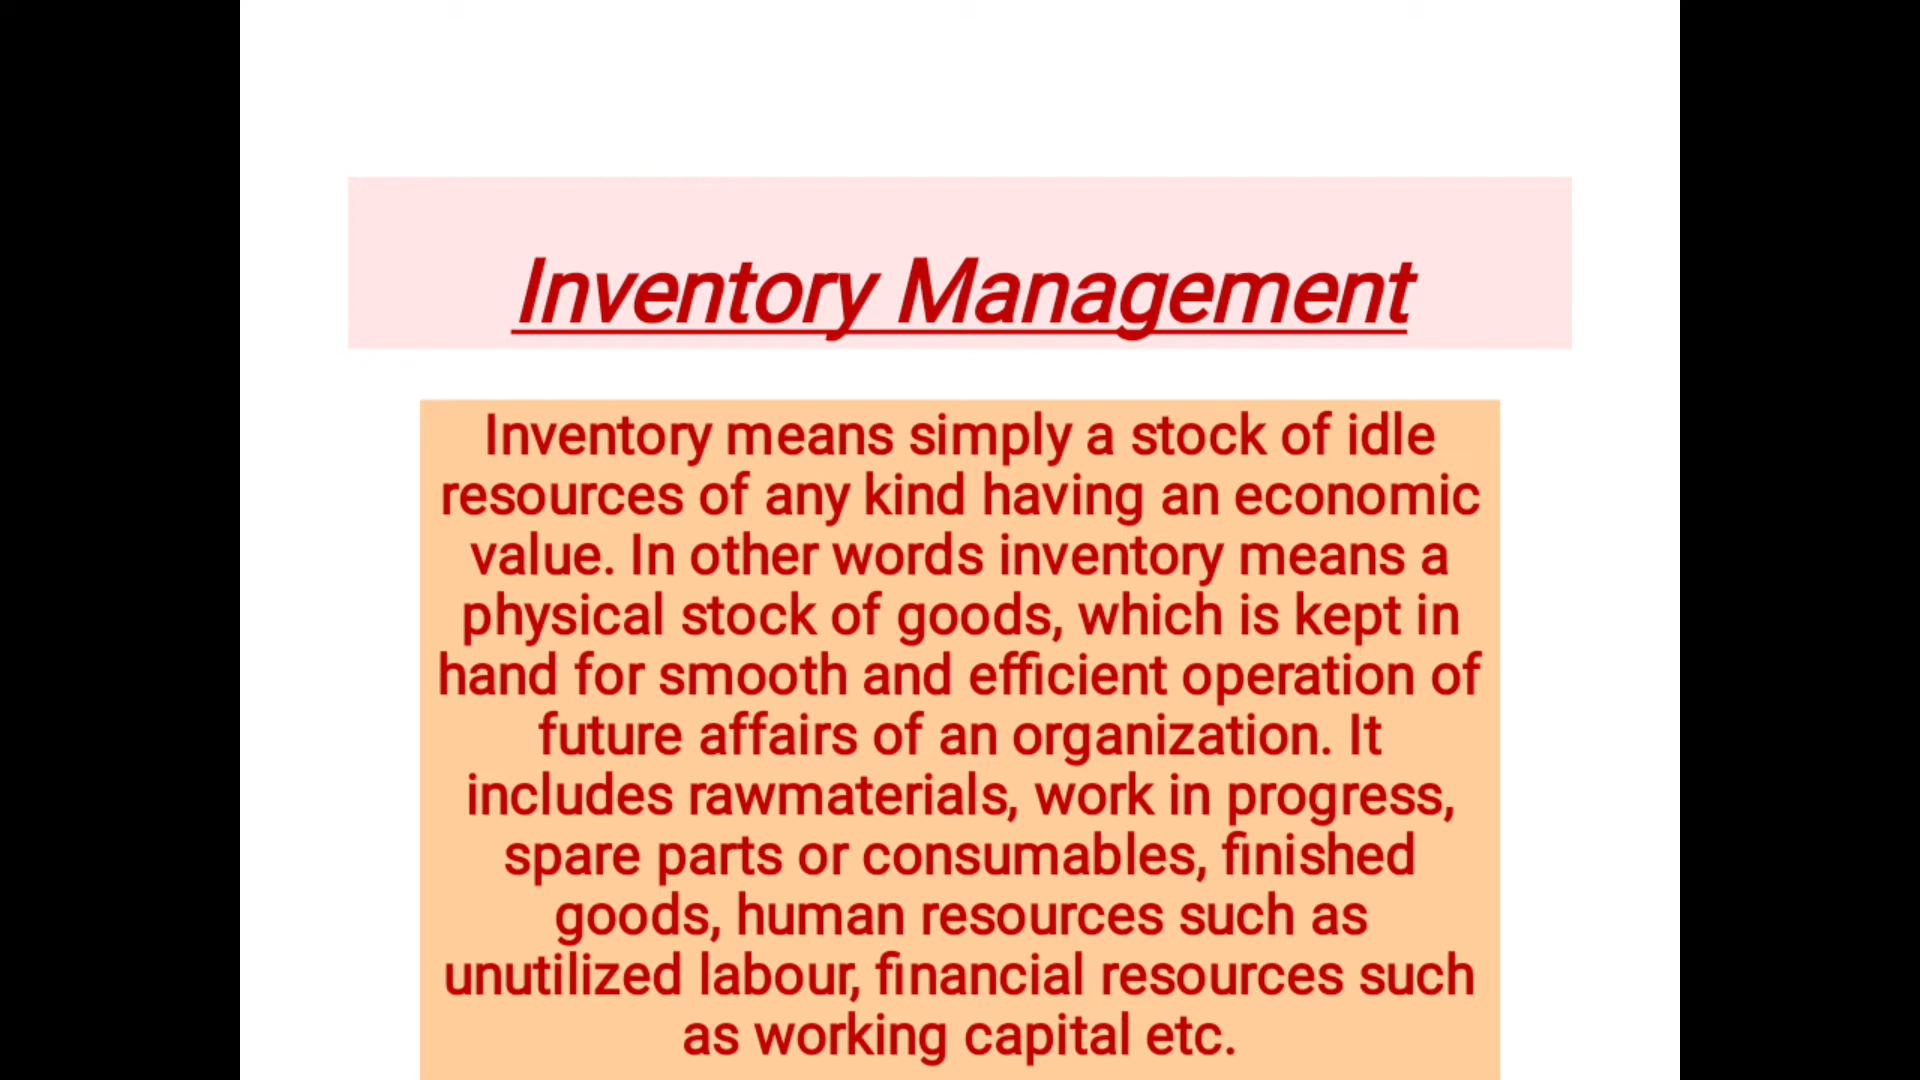 Inventory Management
Inventory means simply a stock of idle
resources of any kind having an economic
value. In other words inventory means a
physical stock of goods, which is kept in
hand for smooth and efficient operation of
future affairs of an organization. It
includes rawmaterials, work in progress,
spare parts or consumables, finished
goods, human resources such as
unutilized labour, financial resources such
as working capital etc.